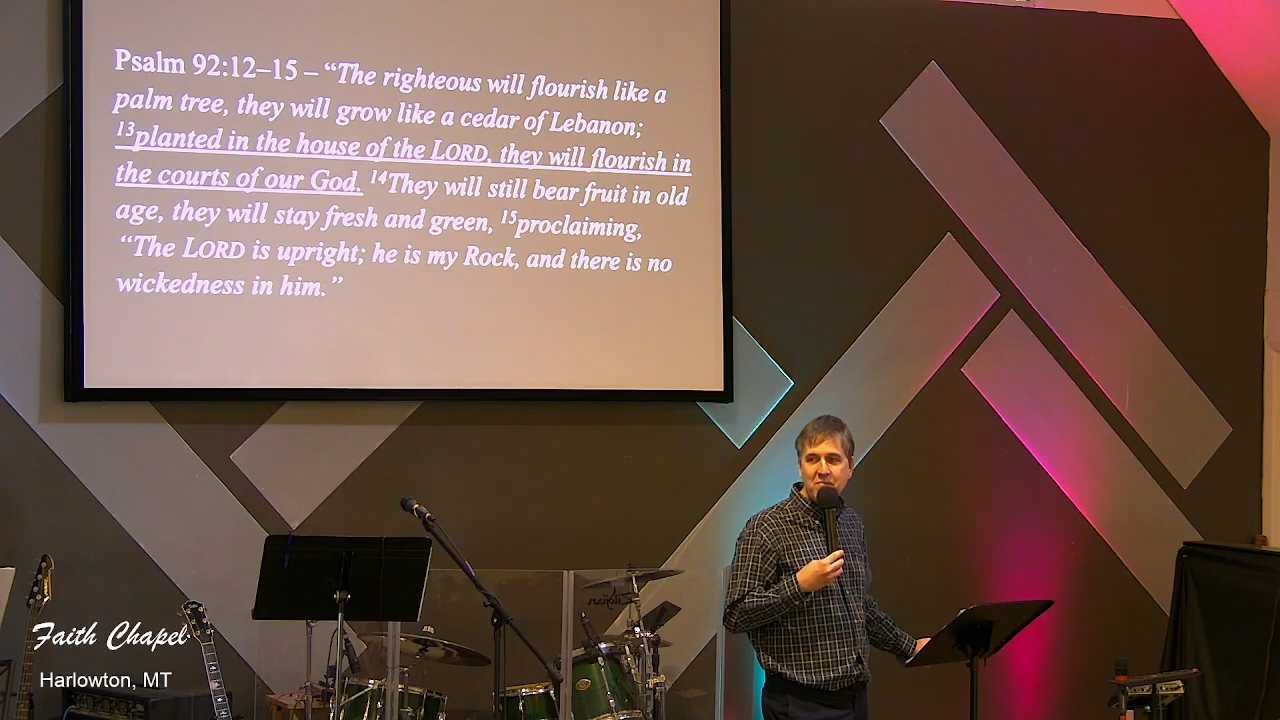 Psalm 92:12–15 – “The righteous will flourish like a
palm tree, they will grow like a cedar of Lebanon;
13planted in the house of the LORD, they will flourish in
the courts of our God. 14They will still bear fruit in old
age, they will stay fresh and green, 15proclaiming,
“The LORD is upright; he is my Rock, and there is no
wickedness in him.”
Faith Chapel
Harlowton, MT